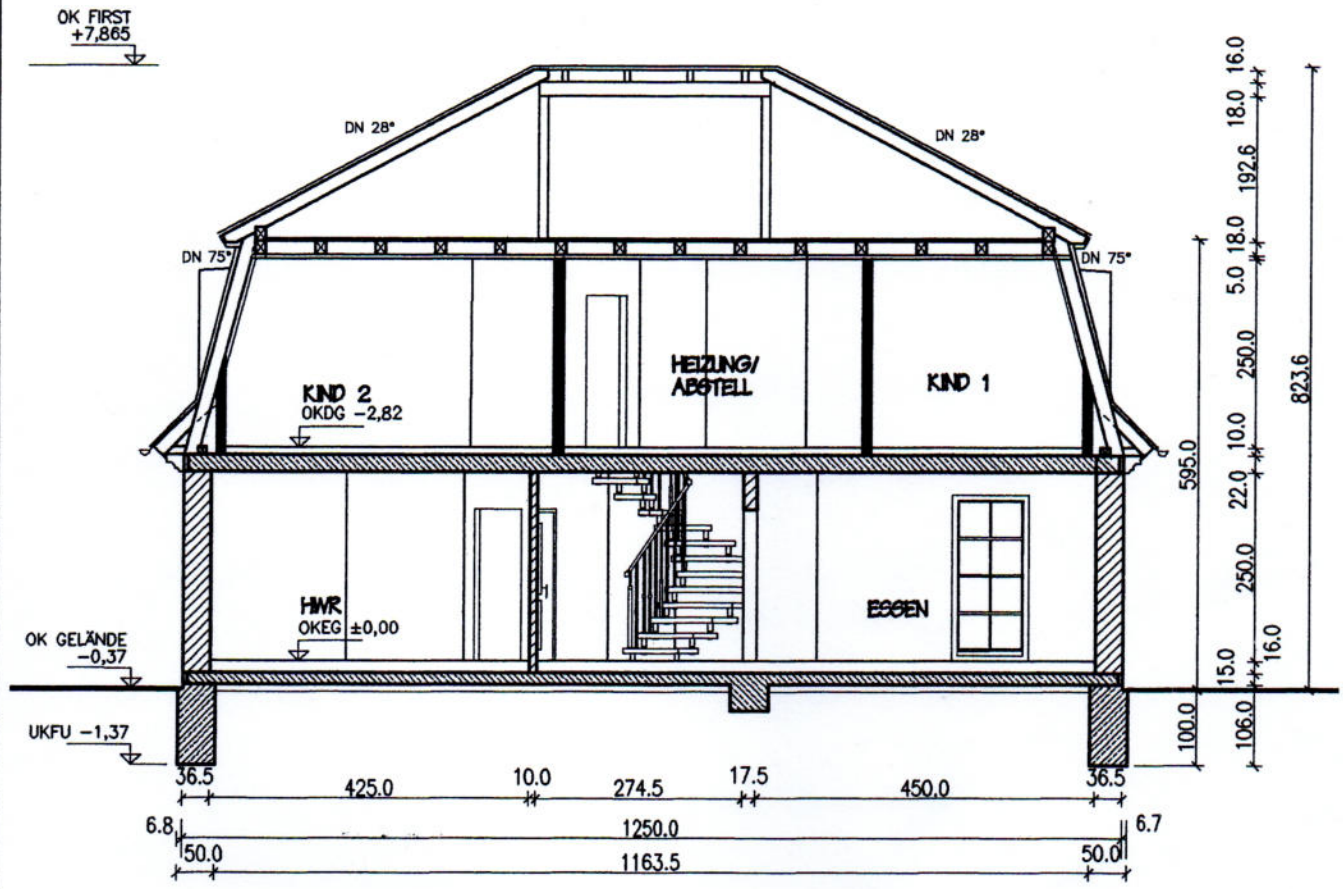 OK FIRST
+7,865
DN 28°
DN 28°
DN 75°
DN 75°
HEIZUNG/
ABSTELL
KIND 2
OKDG -2,82
KIND 1
HWR
OKEG ±0,00
ESSEN
OK GELÄNDE
-0,37
UKFU -1,37
16.0
18.0
192.6
18.0
5.0
250.0
10.0
22.0
250.0
16.0
15.0
106.0
595.0
100.0
823.6
36.5
425.0
10.0
274.5
17.5
450.0
36.5
6.8
1250.0
6.7
50.0
1163.5
50.0